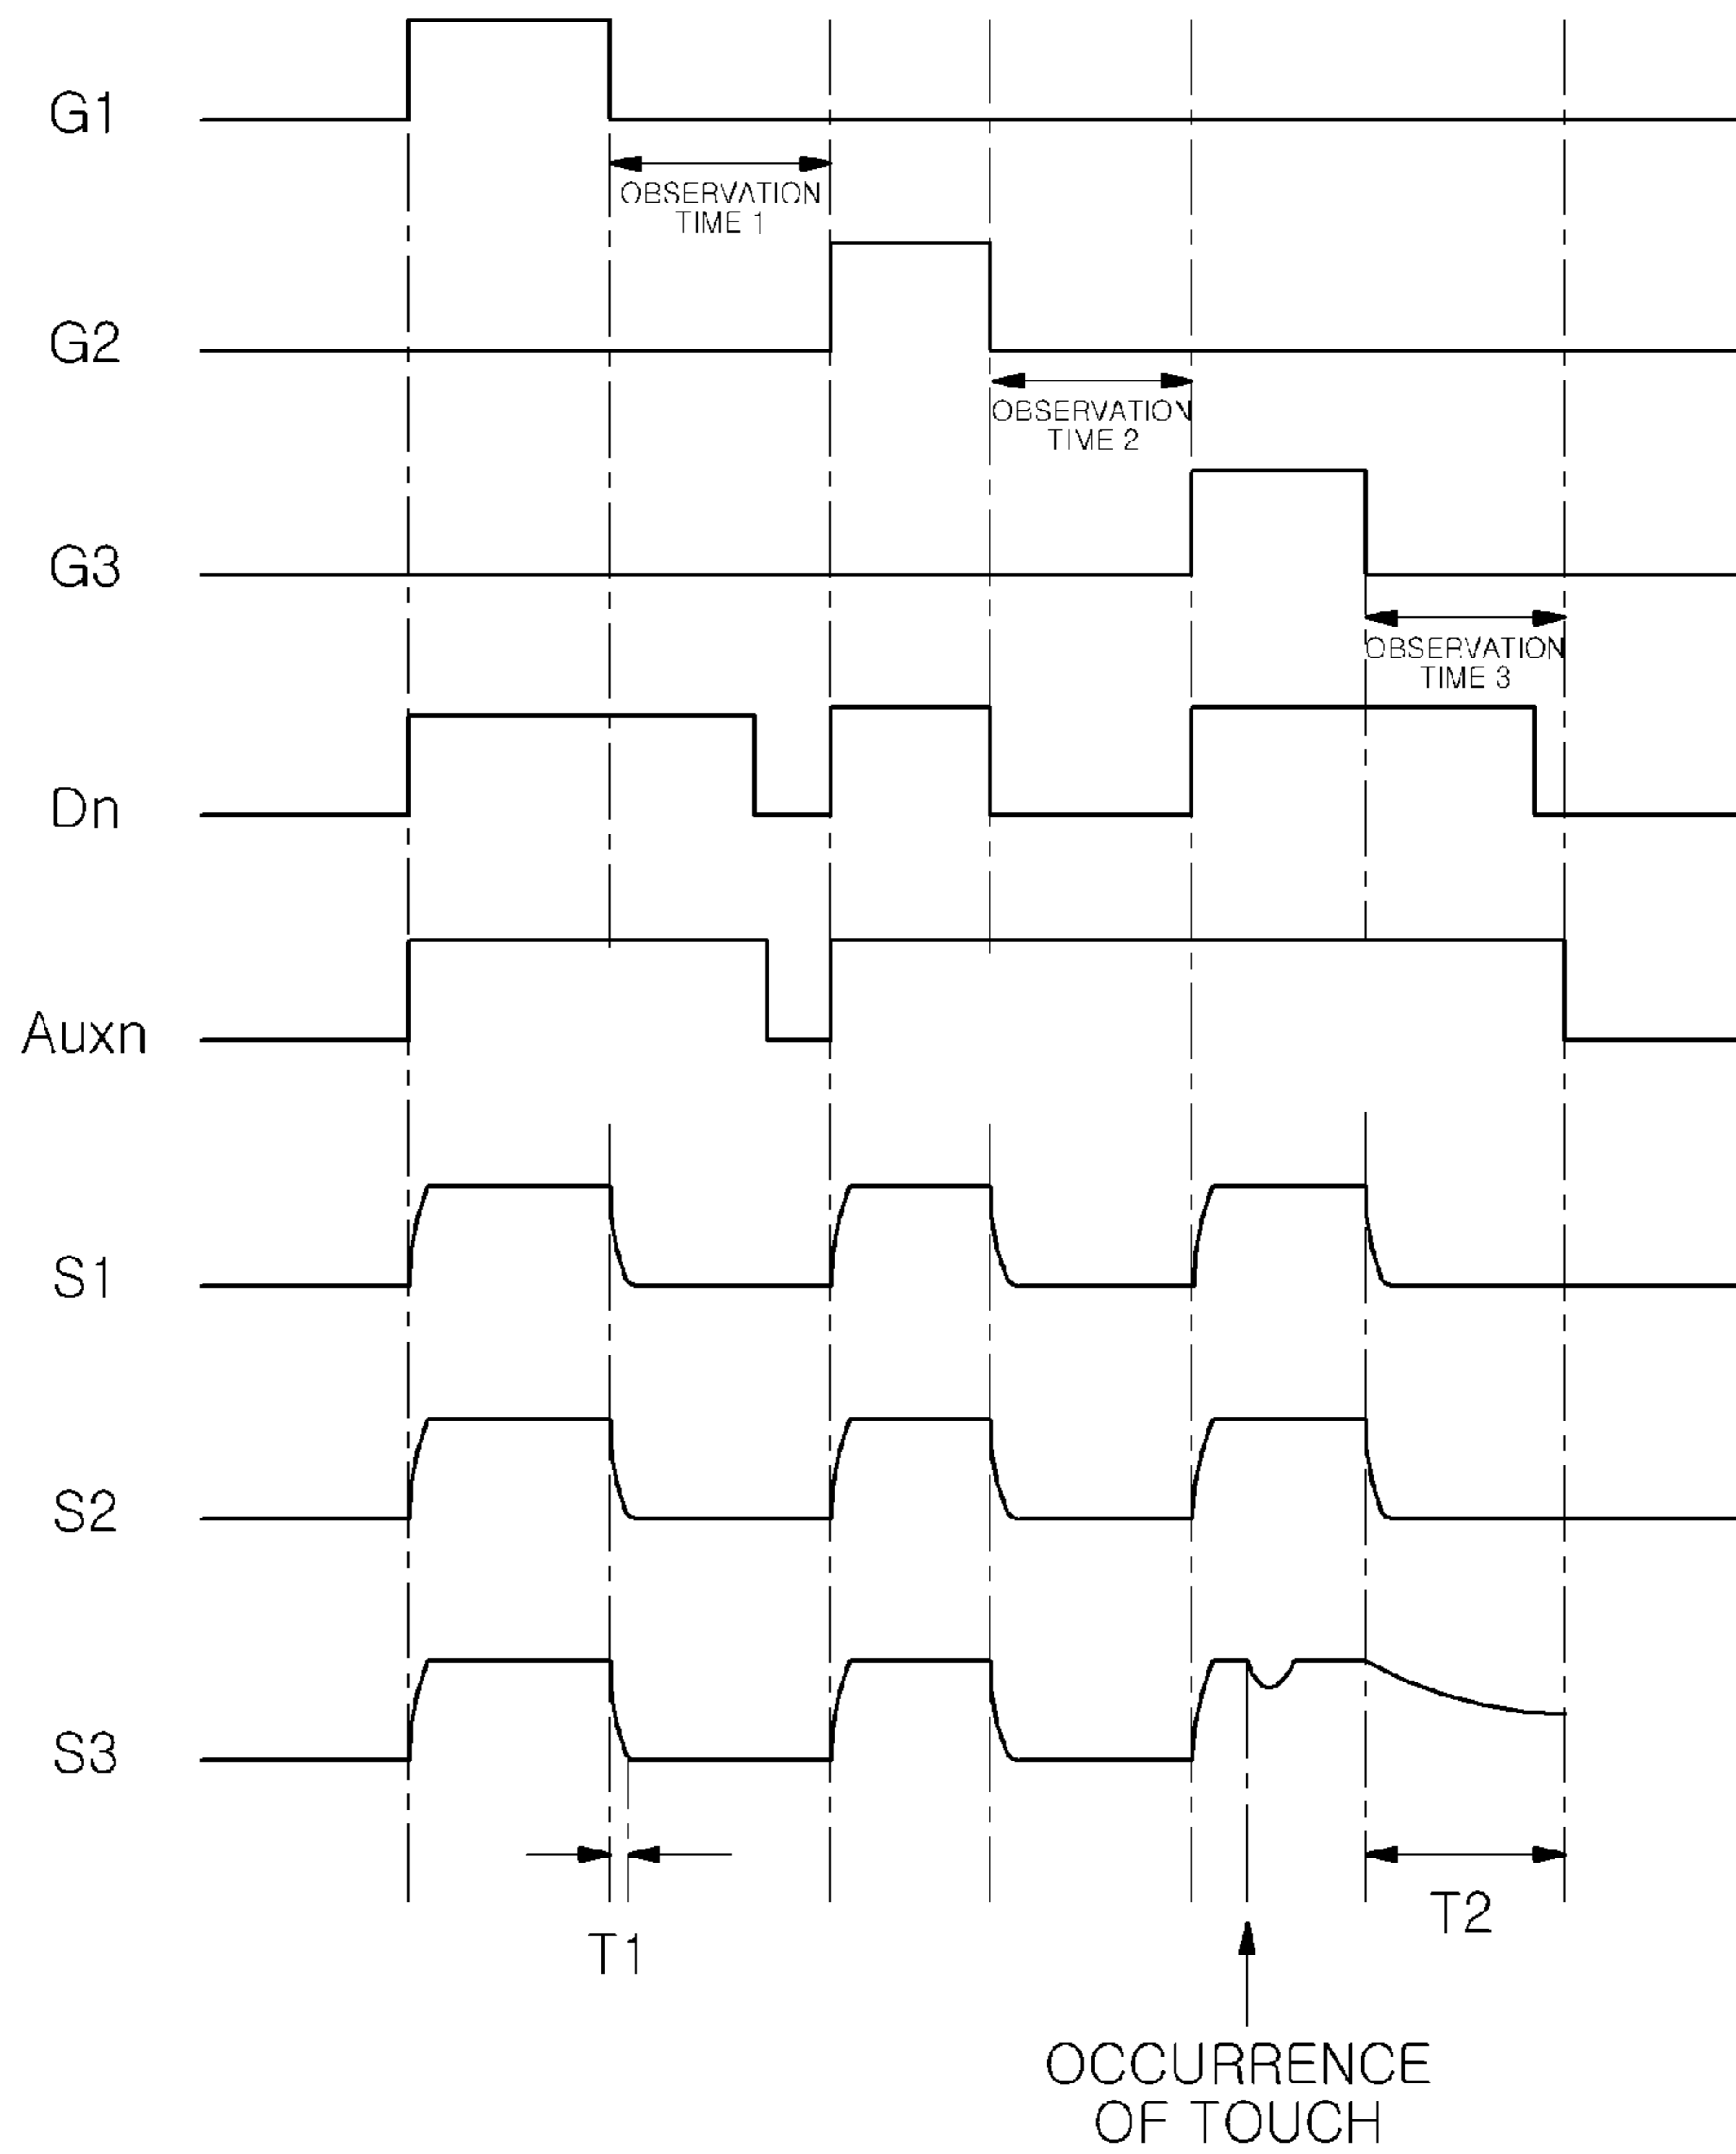 G1
OBSERVATION
TIME 1
G2
OBSERVATION
TIME 2
G3
OBSERVATION
TIME 3
Dn
Auxn
S1
S2
S3
T1
T2
OCCURRENCE
OF TOUCH